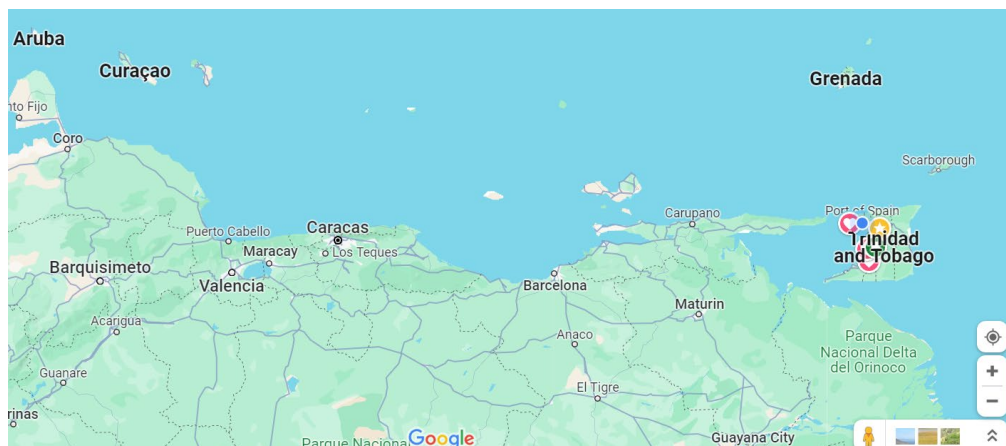 Aruba
Curaçao
Grenada
nto Fijo
Coro
Scarborough
Port of Spain
Carupano
Caracas
Puerto Cabello
Trinidad
and Tobago
Los Teques
Maracay
Barquisimeto
Valencia
Barcelona
Maturin
Acarigua
Anaco
Parque
Nacional Delta
del Orinoco
Guanare
El Tigre
rinas
Parque Nacional
Google
Guayana City